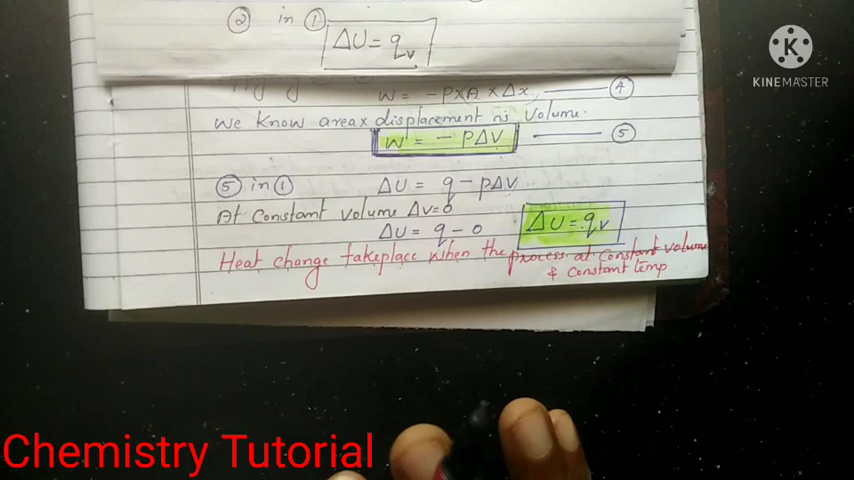 ② in ①
ΔU = qv
KINEMASTER
W = -P×A × Δx ④
We know area x displacement is volume.
W = - PΔV ⑤
⑤ in ① ΔU = q - PΔV
At Constant volume ΔV=0
ΔU = q - 0 ΔU = qv
Heat change takeplace when the process at constant volume
& constant temp
Chemistry Tutorial